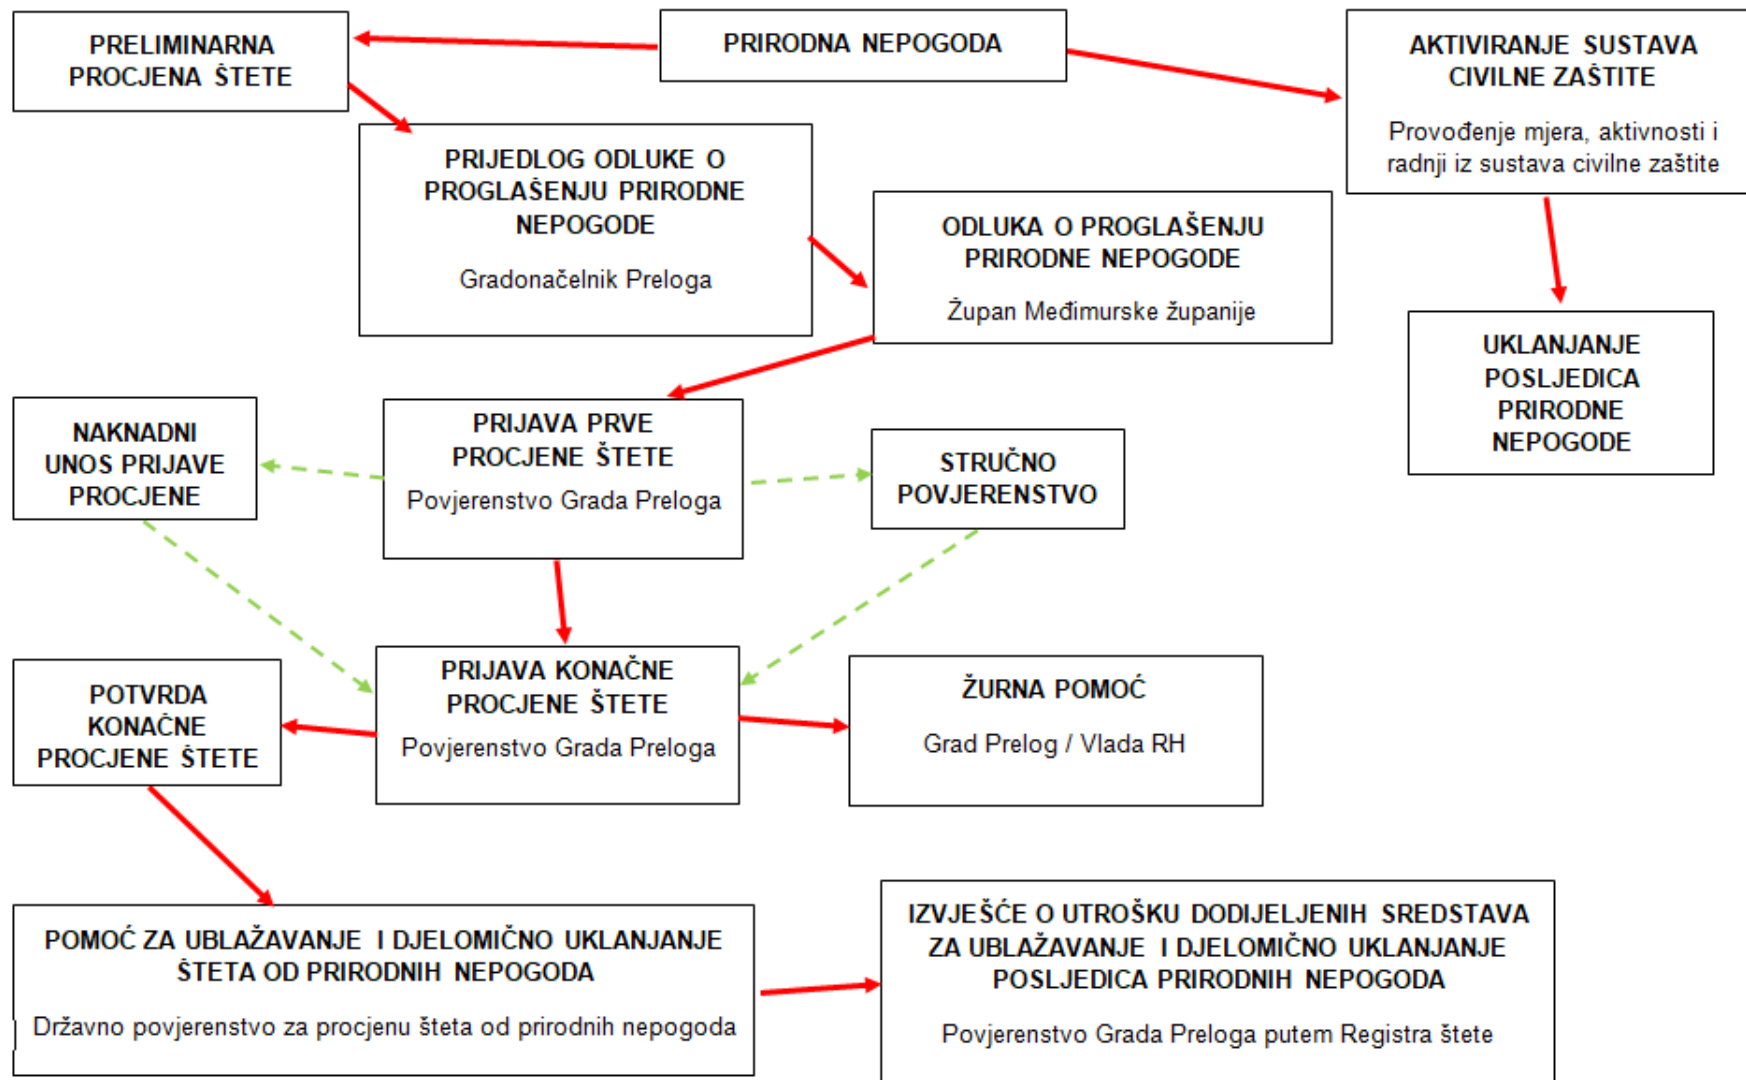 PRELIMINARNA
PROCJENA ŠTETE
PRIRODNA NEPOGODA
AKTIVIRANJE SUSTAVA
CIVILNE ZAŠTITE
Provođenje mjera, aktivnosti i
radnji iz sustava civilne zaštite
PRIJEDLOG ODLUKE O
PROGLAŠENJU PRIRODNE
NEPOGODE
Gradonačelnik Preloga
ODLUKA O PROGLAŠENJU
PRIRODNE NEPOGODE
Župan Međimurske županije
UKLANJANJE
POSLJEDICA
PRIRODNE
NEPOGODE
NAKNADNI
UNOS PRIJAVE
PROCJENE
PRIJAVA PRVE
PROCJENE ŠTETE
Povjerenstvo Grada Preloga
STRUČNO
POVJERENSTVO
POTVRDA
KONAČNE
PROCJENE ŠTETE
PRIJAVA KONAČNE
PROCJENE ŠTETE
Povjerenstvo Grada Preloga
ŽURNA POMOĆ
Grad Prelog / Vlada RH
POMOĆ ZA UBLAŽAVANJE I DJELOMIČNO UKLANJANJE
ŠTETA OD PRIRODNIH NEPOGODA
Državno povjerenstvo za procjenu šteta od prirodnih nepogoda
IZVJEŠĆE O UTROŠKU DODIJELJENIH SREDSTAVA
ZA UBLAŽAVANJE I DJELOMIČNO UKLANJANJE
POSLJEDICA PRIRODNIH NEPOGODA
Povjerenstvo Grada Preloga putem Registra štete